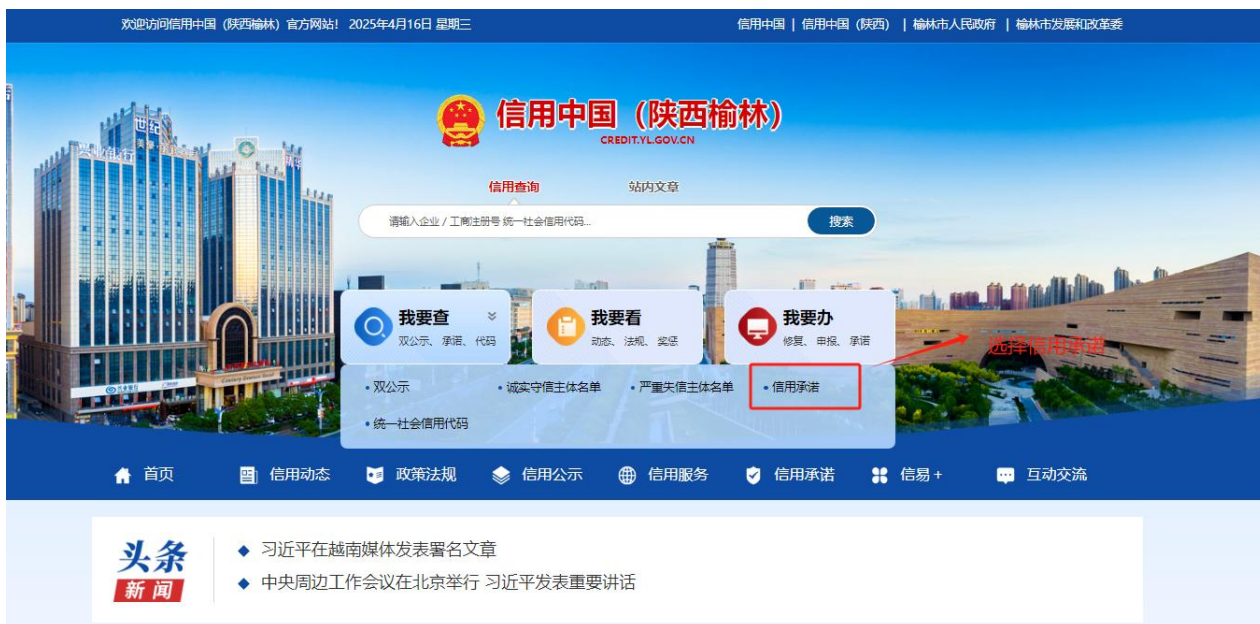 欢迎访问信用中国（陕西榆林）官方网站！ 2025年4月16日 星期三
信用中国 | 信用中国（陕西） | 榆林市人民政府 | 榆林市发展和改革委
信用中国（陕西榆林）
CREDIT.YL.GOV.CN
信用查询 站内文章
请输入企业 / 工商注册号 统一社会信用代码...
搜索
我要查
双公示、承诺、代码
我要看
动态、法规、奖惩
我要办
修复、申报、承诺
选择信用承诺
• 双公示 • 诚实守信主体名单 • 严重失信主体名单 • 信用承诺
• 统一社会信用代码
首页 信用动态 政策法规 信用公示 信用服务 信用承诺 信易+ 互动交流
头条
新闻
◆ 习近平在越南媒体发表署名文章
◆ 中央周边工作会议在北京举行 习近平发表重要讲话
世纪